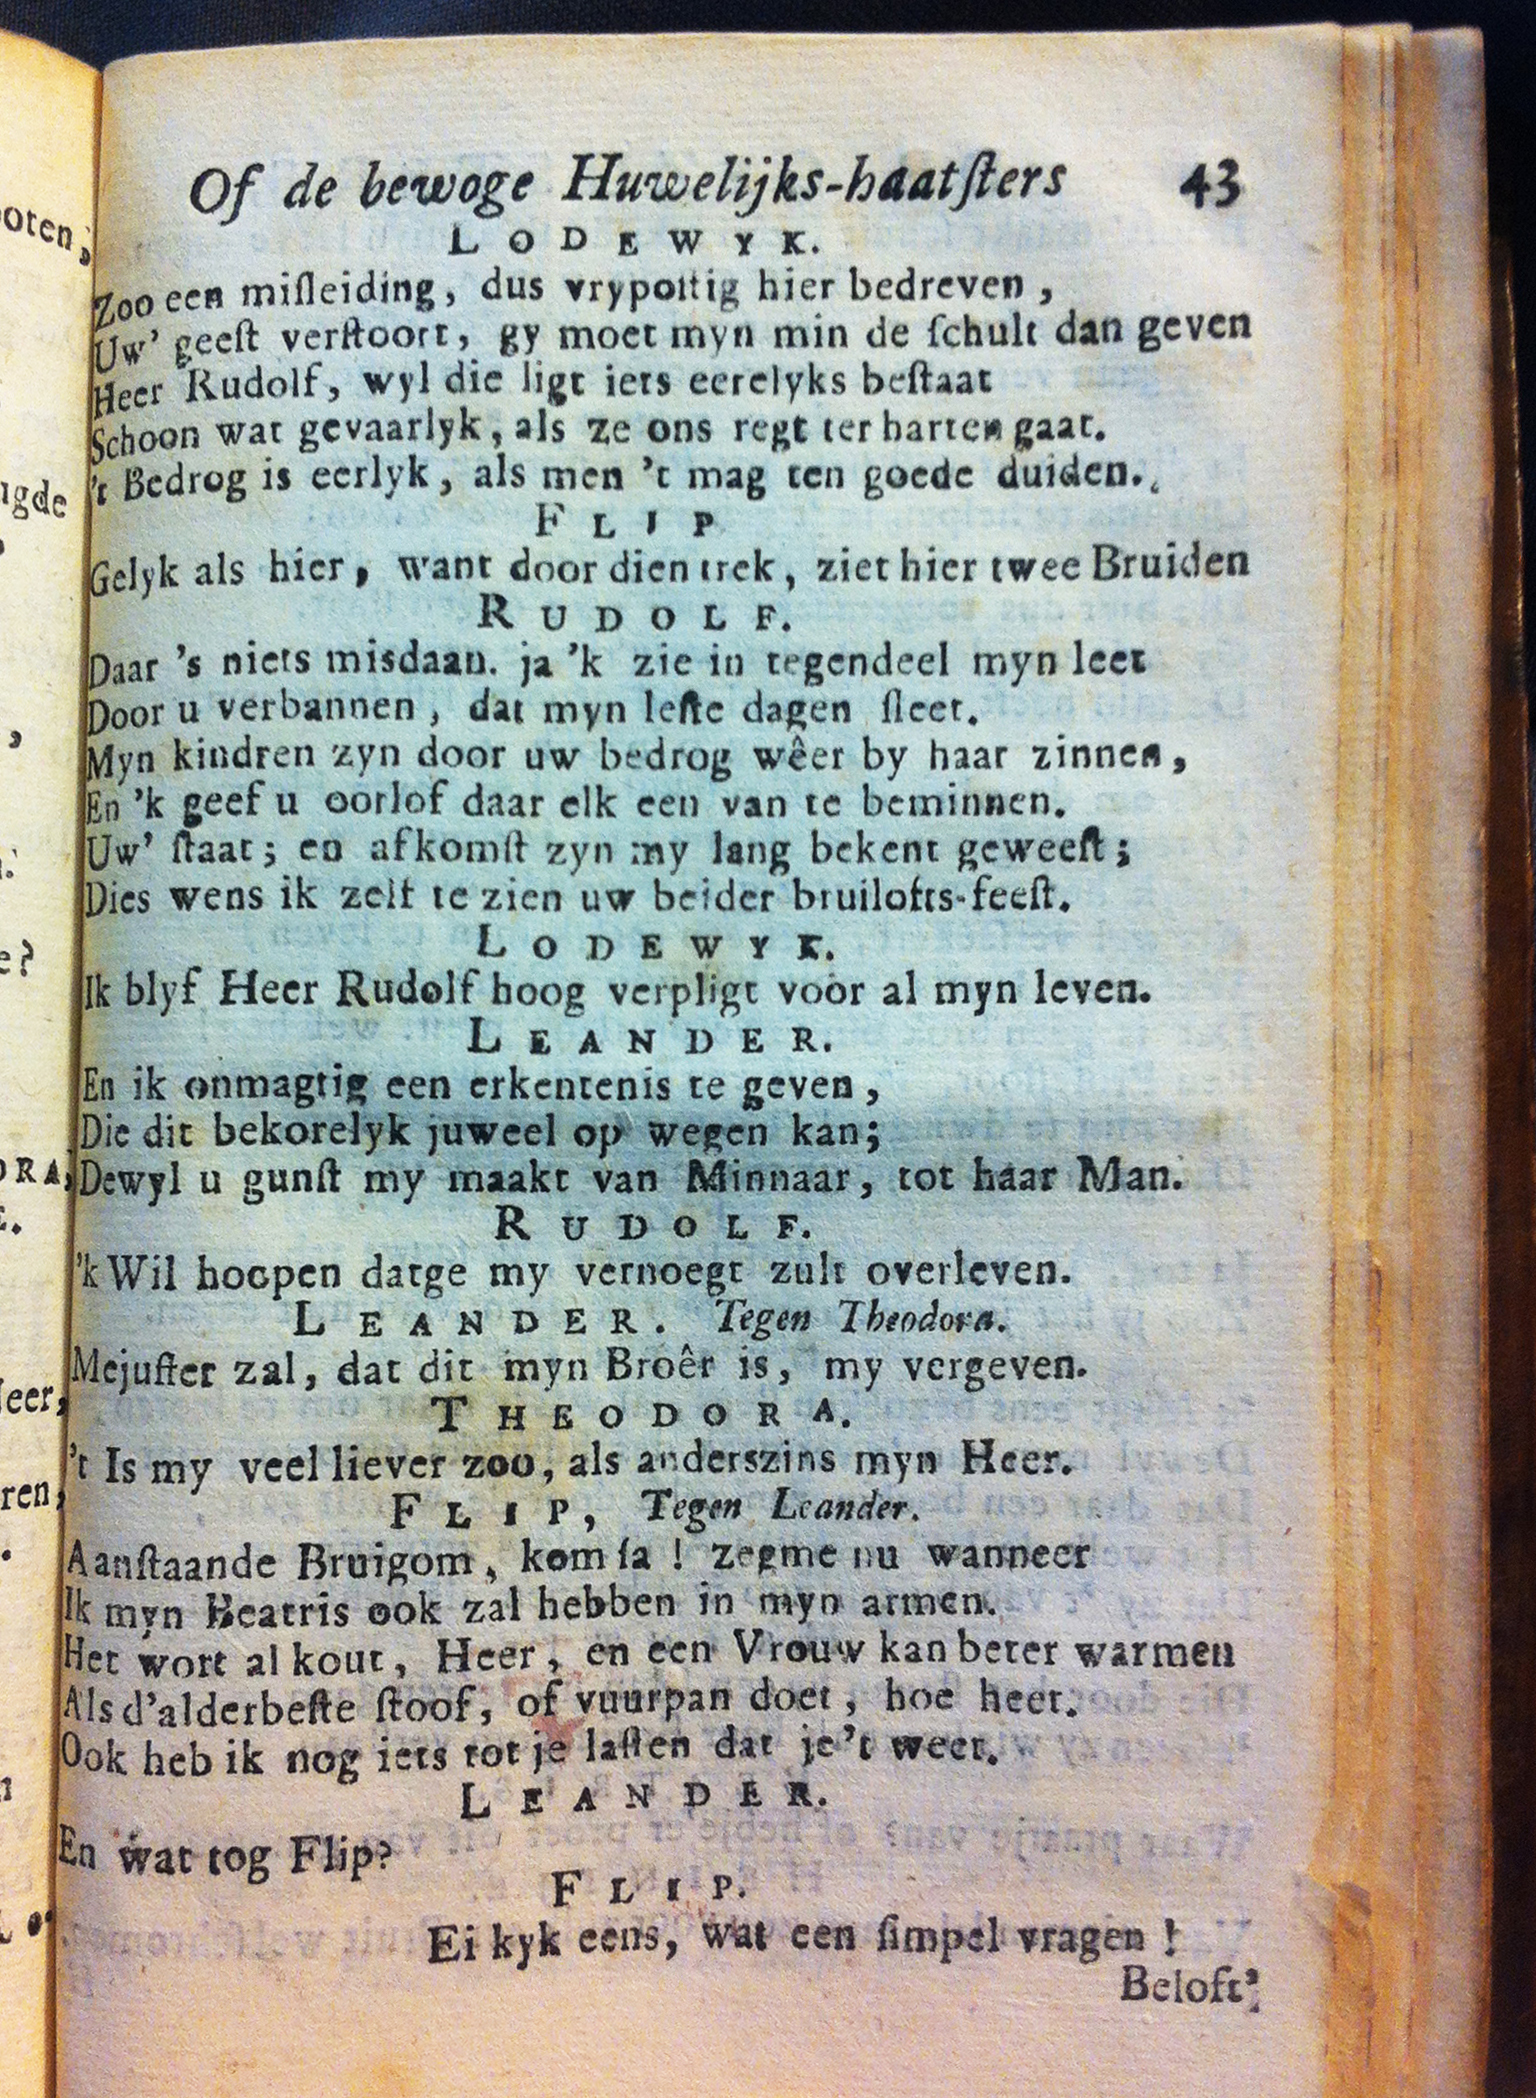 Of de bewoge Huwelijks-haatſters 43
LODEWYK.
Zoo een miſleiding, dus vrypoſtig hier bedreven,
Uw' geeſt verſtoort, gy moet myn min de ſchult dan geven
Heer Rudolf, wyl die ligt iets eerelyks beſtaat
Schoon wat gevaarlyk, als ze ons regt ter harten gaat.
't Bedrog is eerlyk, als men 't mag ten goede duiden.
FLIP
Gelyk als hier, want door dien trek, ziet hier twee Bruiden
RUDOLF.
Daar 's niets misdaan. ja 'k zie in tegendeel myn leet
Door u verbannen, dat myn leſte dagen ſleet.
Myn kindren zyn door uw bedrog wêer by haar zinnen,
En 'k geef u oorlof daar elk een van te beminnen.
Uw' ſtaat; en afkomſt zyn my lang bekent geweeſt;
Dies wens ik zelf te zien uw beider bruilofts-feeſt.
LODEWYK.
Ik blyf Heer Rudolf hoog verpligt voor al myn leven.
LEANDER.
En ik onmagtig een erkentenis te geven,
Die dit bekorelyk juweel op wegen kan;
Dewyl u gunſt my maakt van Minnaar, tot haar Man.
RUDOLF.
'k Wil hoopen datge my vernoegt zult overleven.
LEANDER. Tegen Theodora.
Mejuffer zal, dat dit myn Broêr is, my vergeven.
THEODORA.
't Is my veel liever zoo, als anderszins myn Heer.
FLIP, Tegen Leander.
Aanſtaande Bruigom, kom ſa ! zegme nu wanneer
Ik myn Beatris ook zal hebben in myn armen.
Het wort al kout, Heer, en een Vrouw kan beter warmen
Als d'alderbeſte ſtoof, of vuurpan doet, hoe heet.
Ook heb ik nog iets tot je laſten dat je't weet.
LEANDER.
En wat tog Flip?
FLIP.
Ei kyk eens, wat een ſimpel vragen !
Beloft'